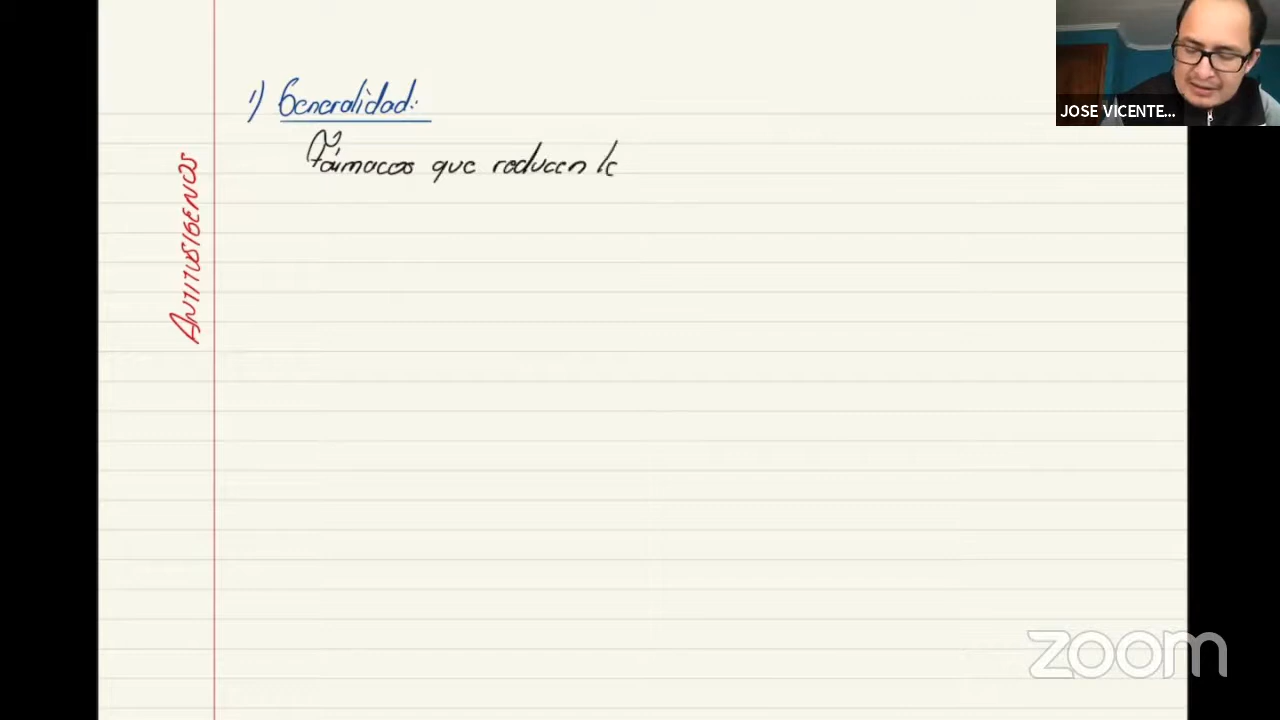 1) Generalidad:
Fármacos que reducen la
ANTITUSIGENOS
JOSE VICENTE...
zoom